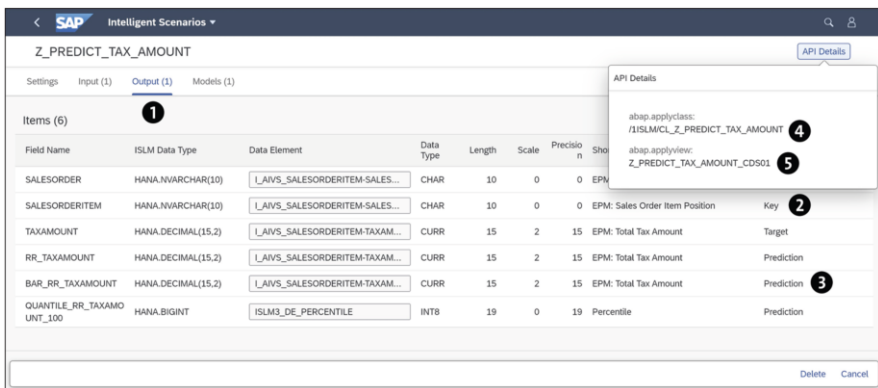 SAP Intelligent Scenarios
Z_PREDICT_TAX_AMOUNT
API Details
Settings Input (1) Output (1) Models (1)
1
API Details
abap.applyclass:
/1ISLM/CL_Z_PREDICT_TAX_AMOUNT 4
abap.applyview:
Z_PREDICT_TAX_AMOUNT_CDS01 5
Items (6)
Field Name ISLM Data Type Data Element Data Type Length Scale Precision
SALESORDER HANA.NVARCHAR(10) I_AIVS_SALESORDERITEM-SALES... CHAR 10 0 0 EPM
SALESORDERITEM HANA.NVARCHAR(10) I_AIVS_SALESORDERITEM-SALES... CHAR 10 0 0 EPM: Sales Order Item Position Key 2
TAXAMOUNT HANA.DECIMAL(15,2) I_AIVS_SALESORDERITEM-TAXAM... CURR 15 2 15 EPM: Total Tax Amount Target
RR_TAXAMOUNT HANA.DECIMAL(15,2) I_AIVS_SALESORDERITEM-TAXAM... CURR 15 2 15 EPM: Total Tax Amount Prediction
BAR_RR_TAXAMOUNT HANA.DECIMAL(15,2) I_AIVS_SALESORDERITEM-TAXAM... CURR 15 2 15 EPM: Total Tax Amount Prediction 3
QUANTILE_RR_TAXAMO
UNT_100 HANA.BIGINT ISLM3_DE_PERCENTILE INT8 19 0 19 Percentile Prediction
Delete Cancel